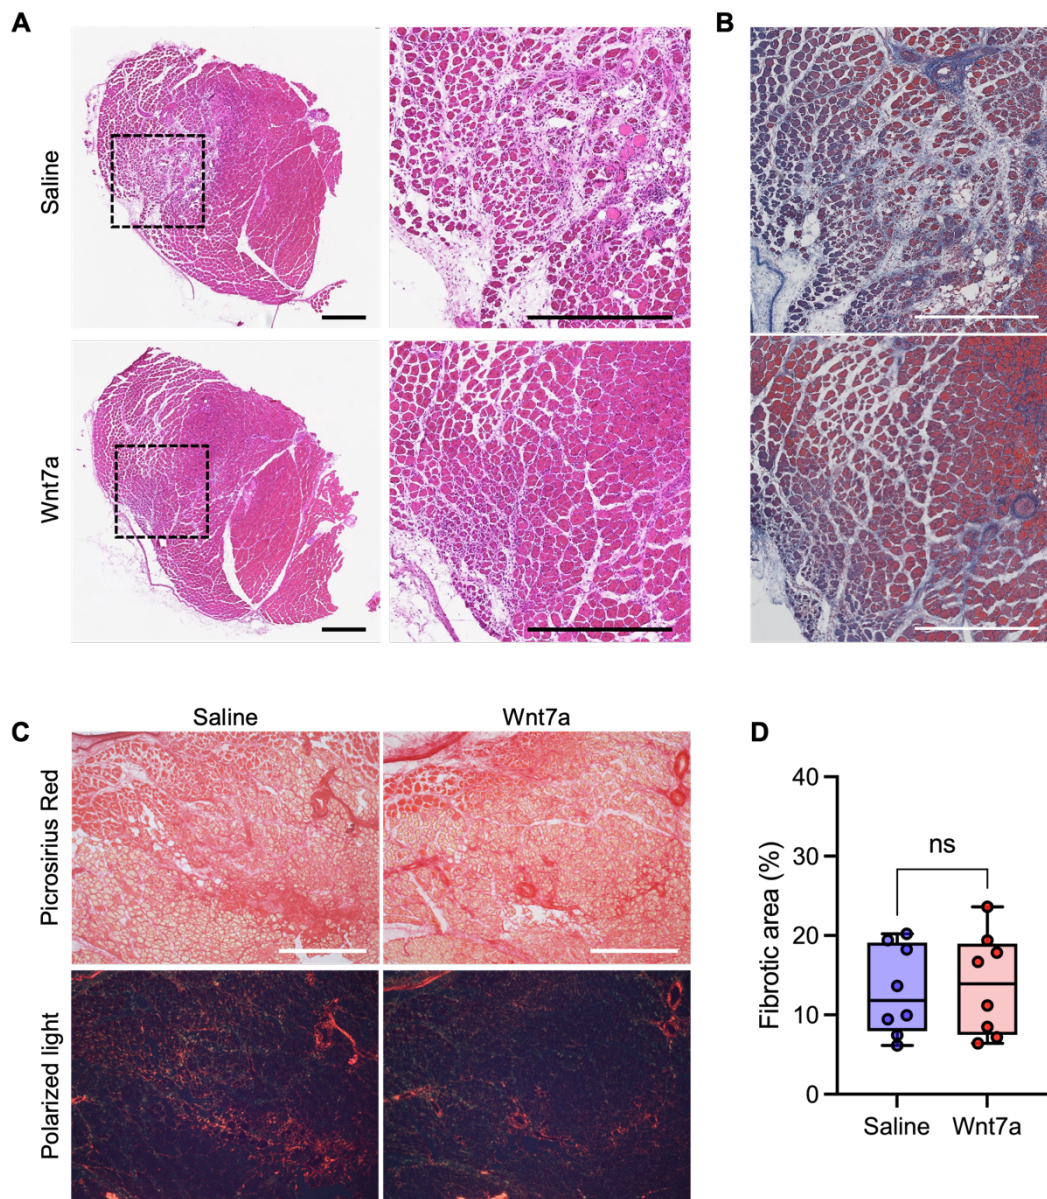 A
B
Saline
Wnt7a
C
Saline
Wnt7a
D
Picrosirius Red
Polarized light
Fibrotic area (%)
40
30
20
10
0
ns
Saline
Wnt7a